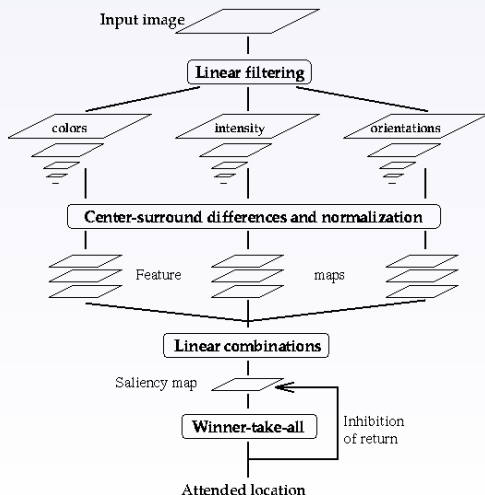 Input image
Linear filtering
colors
intensity
orientations
Center-surround differences and normalization
Feature
maps
Linear combinations
Saliency map
Winner-take-all
Inhibition
of return
Attended location